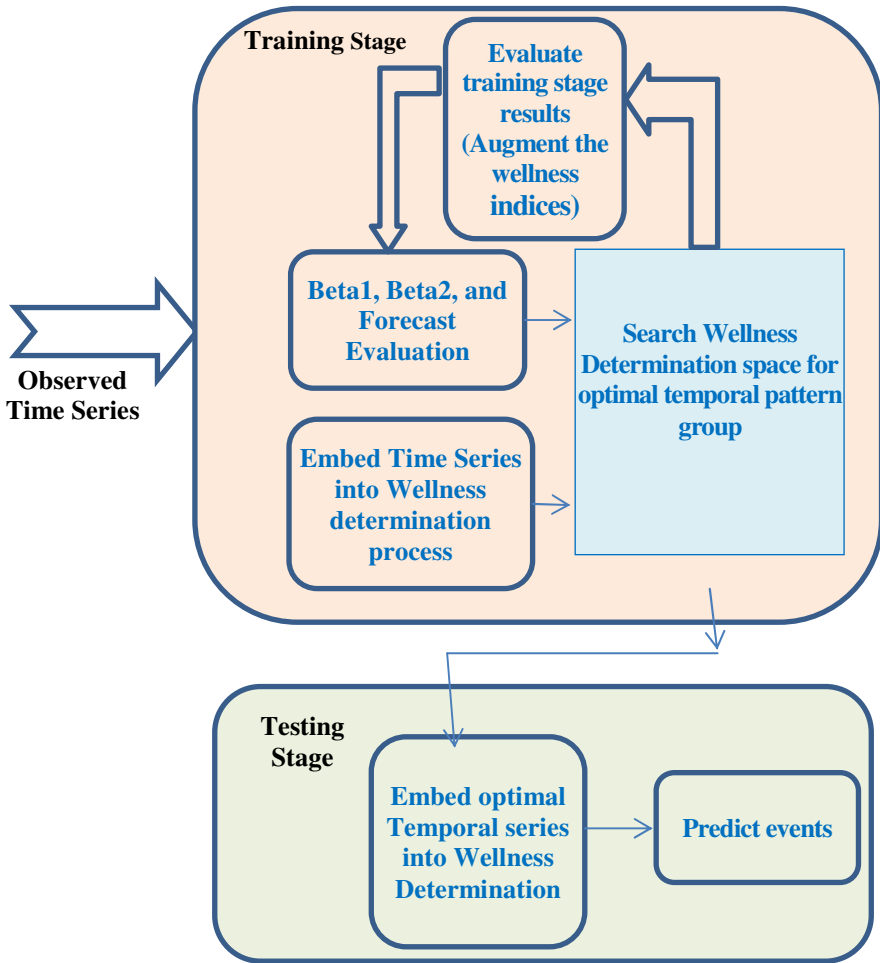 Training Stage
Evaluate
training stage
results
(Augment the
wellness
indices)
Beta1, Beta2, and
Forecast
Evaluation
Search Wellness
Determination space for
optimal temporal pattern
group
Observed
Time Series
Embed Time Series
into Wellness
determination
process
Testing
Stage
Embed optimal
Temporal series
into Wellness
Determination
Predict events